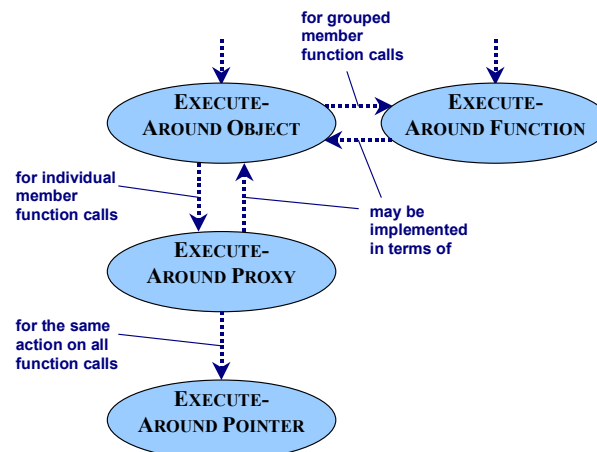 for grouped
member
function calls
EXECUTE-
AROUND OBJECT
EXECUTE-
AROUND FUNCTION
for individual
member
function calls
may be
implemented
in terms of
EXECUTE-
AROUND PROXY
for the same
action on all
function calls
EXECUTE-
AROUND POINTER